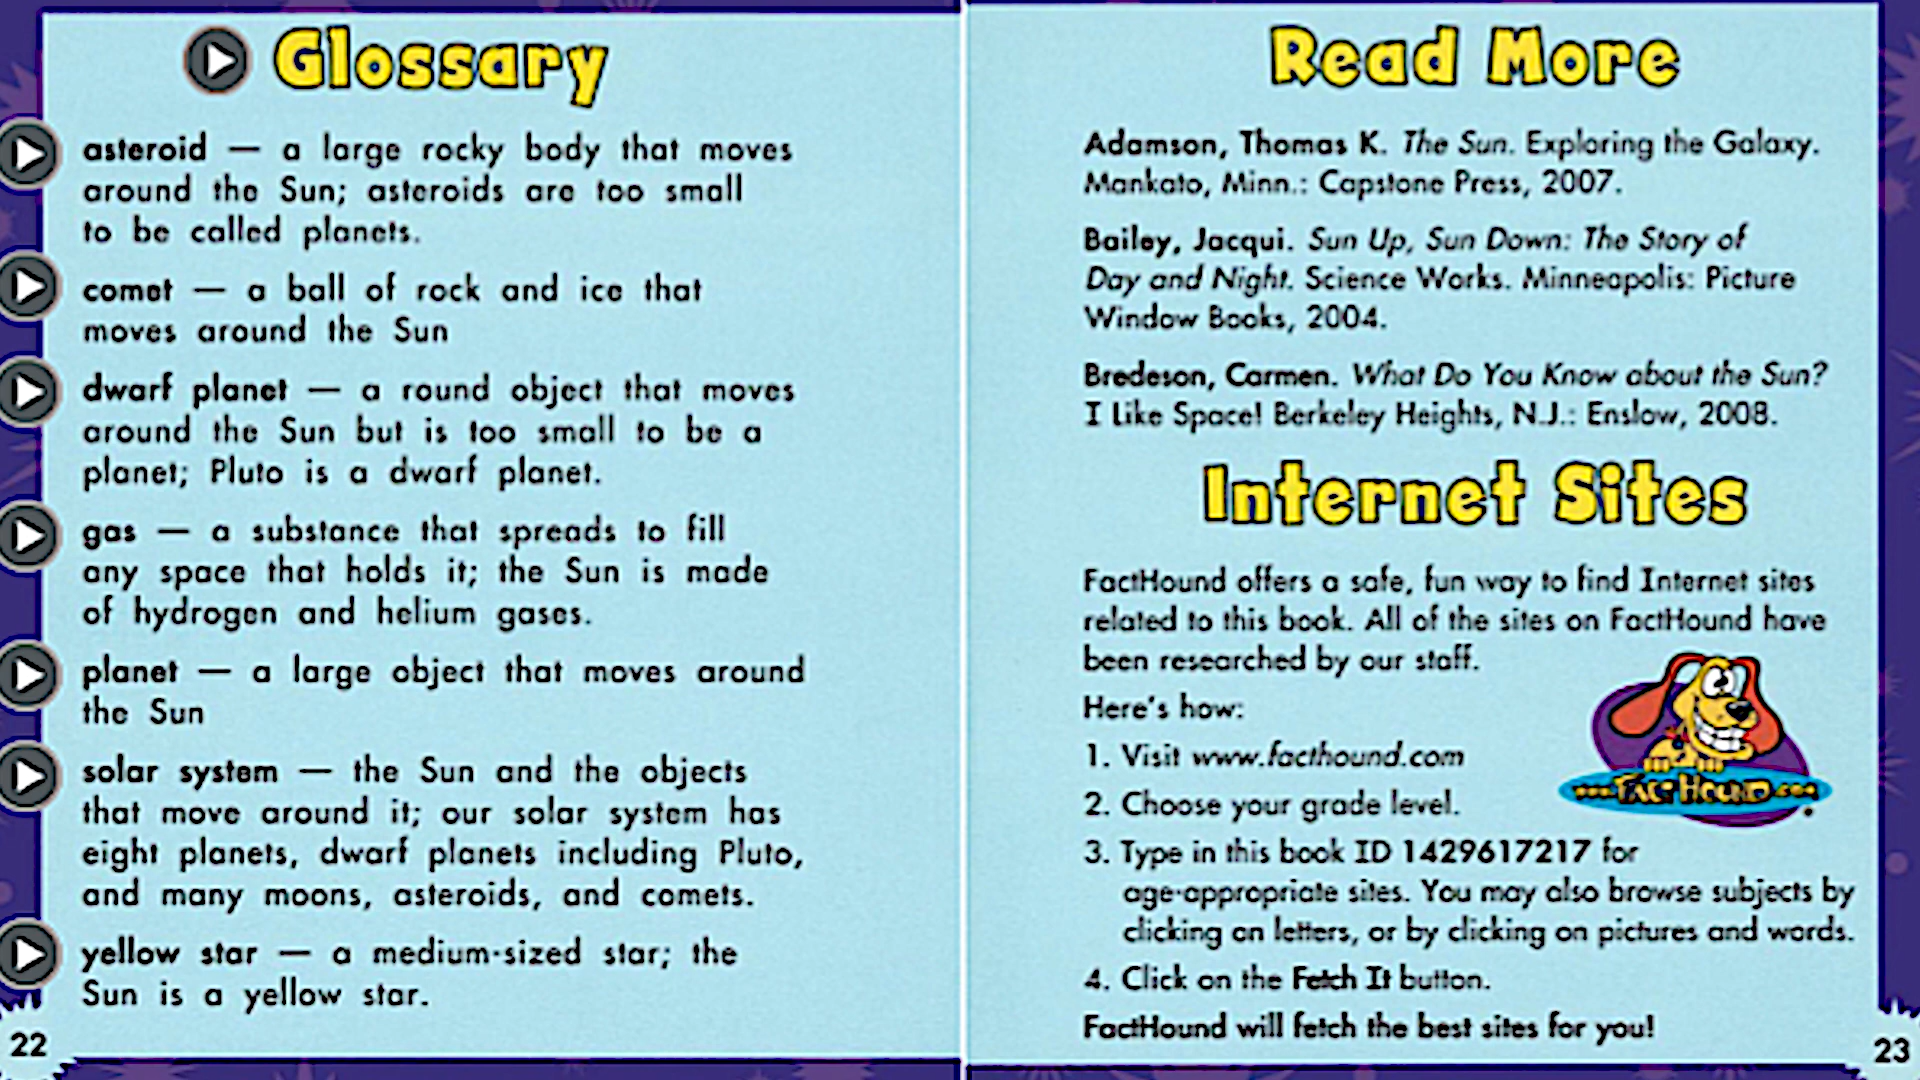 Glossary
asteroid — a large rocky body that moves
around the Sun; asteroids are too small
to be called planets.
comet — a ball of rock and ice that
moves around the Sun
dwarf planet — a round object that moves
around the Sun but is too small to be a
planet; Pluto is a dwarf planet.
gas — a substance that spreads to fill
any space that holds it; the Sun is made
of hydrogen and helium gases.
planet — a large object that moves around
the Sun
solar system — the Sun and the objects
that move around it; our solar system has
eight planets, dwarf planets including Pluto,
and many moons, asteroids, and comets.
yellow star — a medium-sized star; the
Sun is a yellow star.
22
Read More
Adamson, Thomas K. The Sun. Exploring the Galaxy.
Mankato, Minn.: Capstone Press, 2007.
Bailey, Jacqui. Sun Up, Sun Down: The Story of
Day and Night. Science Works. Minneapolis: Picture
Window Books, 2004.
Bredeson, Carmen. What Do You Know about the Sun?
I Like Space! Berkeley Heights, N.J.: Enslow, 2008.
Internet Sites
FactHound offers a safe, fun way to find Internet sites
related to this book. All of the sites on FactHound have
been researched by our staff.
Here's how:
1. Visit www.facthound.com
2. Choose your grade level.
www.FACTHOUND.com
3. Type in this book ID 1429617217 for
age-appropriate sites. You may also browse subjects by
clicking on letters, or by clicking on pictures and words.
4. Click on the Fetch It button.
FactHound will fetch the best sites for you!
23